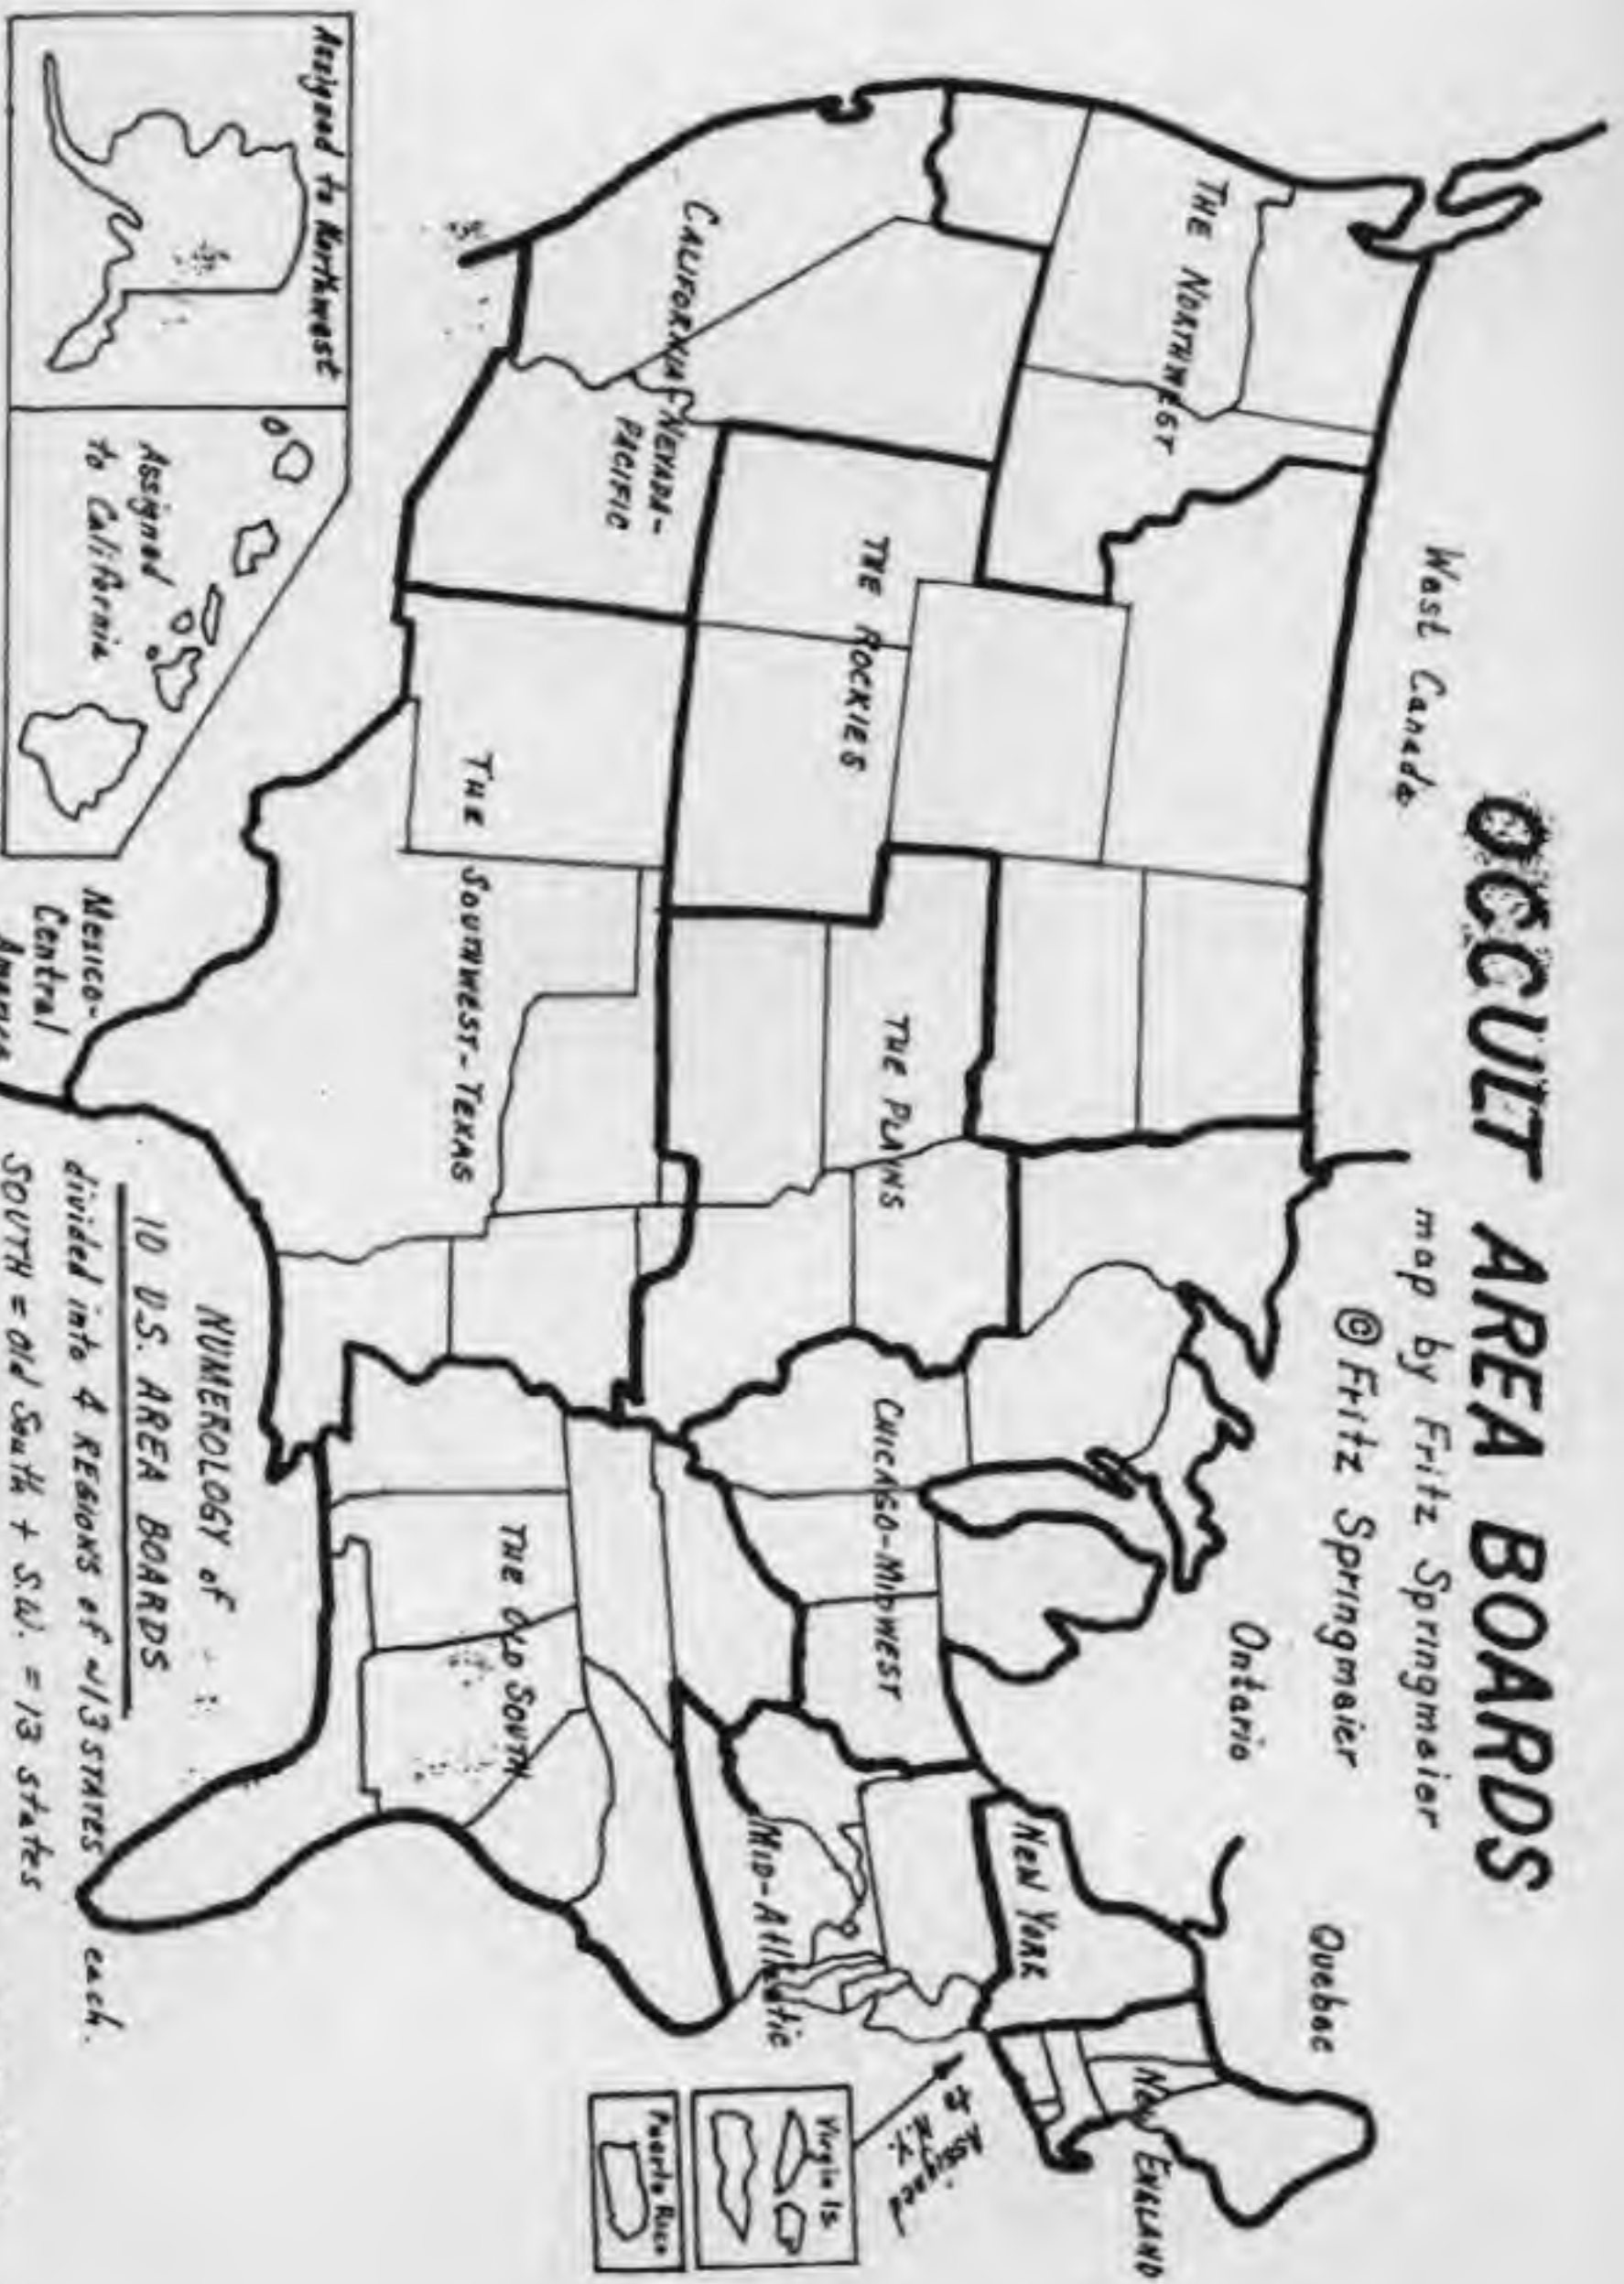 OCCULT AREA BOARDS
map by Fritz Springmeier
© Fritz Springmeier
West Canada
Ontario
Quebec
THE NORTHWEST
THE ROCKIES
THE PLAINS
CHICAGO-MIDWEST
NEW YORK
NEW ENGLAND
CALIFORNIA-NEVADA-
PACIFIC
THE SOUTHWEST-TEXAS
THE OLD SOUTH
MID-Atlantic
Assigned
to N.Y.
Virgin Is
Puerto Rico
Assigned to Northwest
Assigned
to California
Mexico-
Central
NUMEROLOGY of
10 U.S. AREA BOARDS
divided into 4 REGIONS of ~13 STATES each.
SOUTH = Old South + S.W. = 13 states